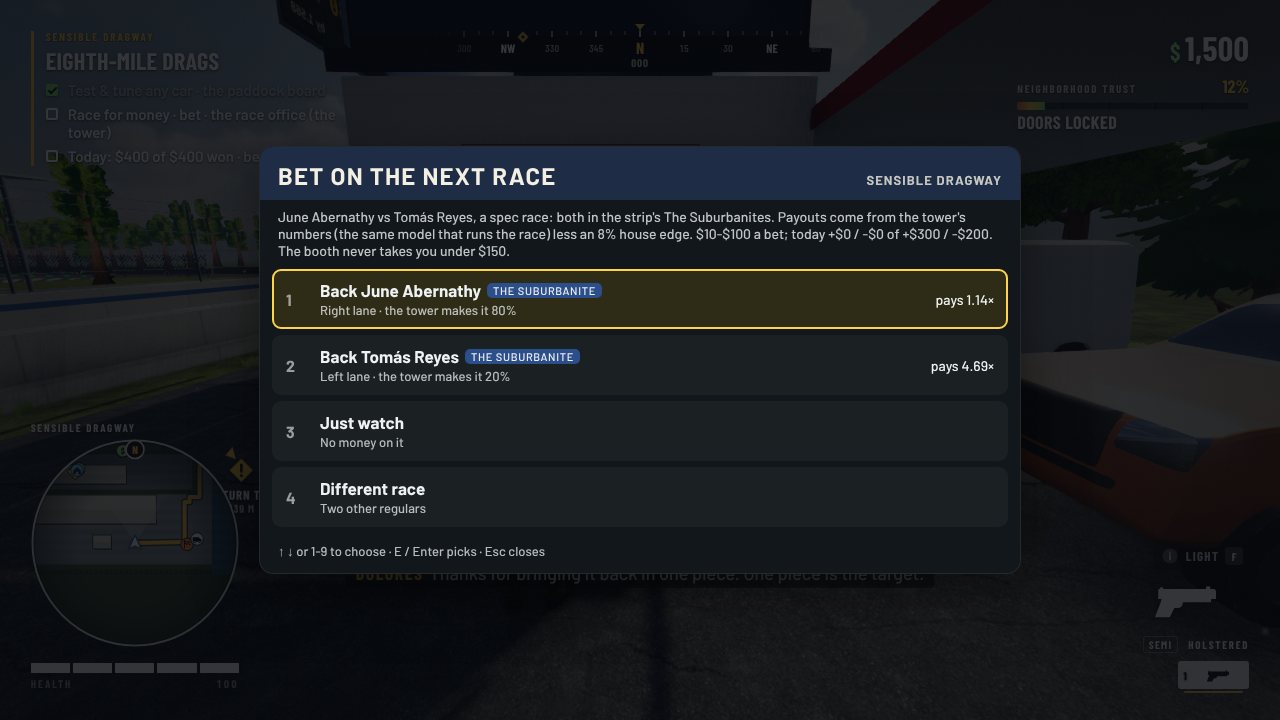 SENSIBLE DRAGWAY
EIGHTH-MILE DRAGS
Test & tune any car · the paddock board
Race for money · bet · the race office (the
tower)
Today: $400 of $400 won · be
300 NW 330 345 N 15 30 NE
000
$1,500
NEIGHBORHOOD TRUST 12%
DOORS LOCKED
BET ON THE NEXT RACE
SENSIBLE DRAGWAY
June Abernathy vs Tomás Reyes, a spec race: both in the strip's The Suburbanites. Payouts come from the tower's
numbers (the same model that runs the race) less an 8% house edge. $10-$100 a bet; today +$0 / -$0 of +$300 / -$200.
The booth never takes you under $150.
1 Back June Abernathy THE SUBURBANITE
Right lane · the tower makes it 80%
pays 1.14×
2 Back Tomás Reyes THE SUBURBANITE
Left lane · the tower makes it 20%
pays 4.69×
3 Just watch
No money on it
4 Different race
Two other regulars
↑ ↓ or 1-9 to choose · E / Enter picks · Esc closes
DOLORES Thanks for bringing it back in one piece. One piece is the target.
SENSIBLE DRAGWAY
N
TURN T
39 M
HEALTH 100
LIGHT F
SEMI HOLSTERED
1